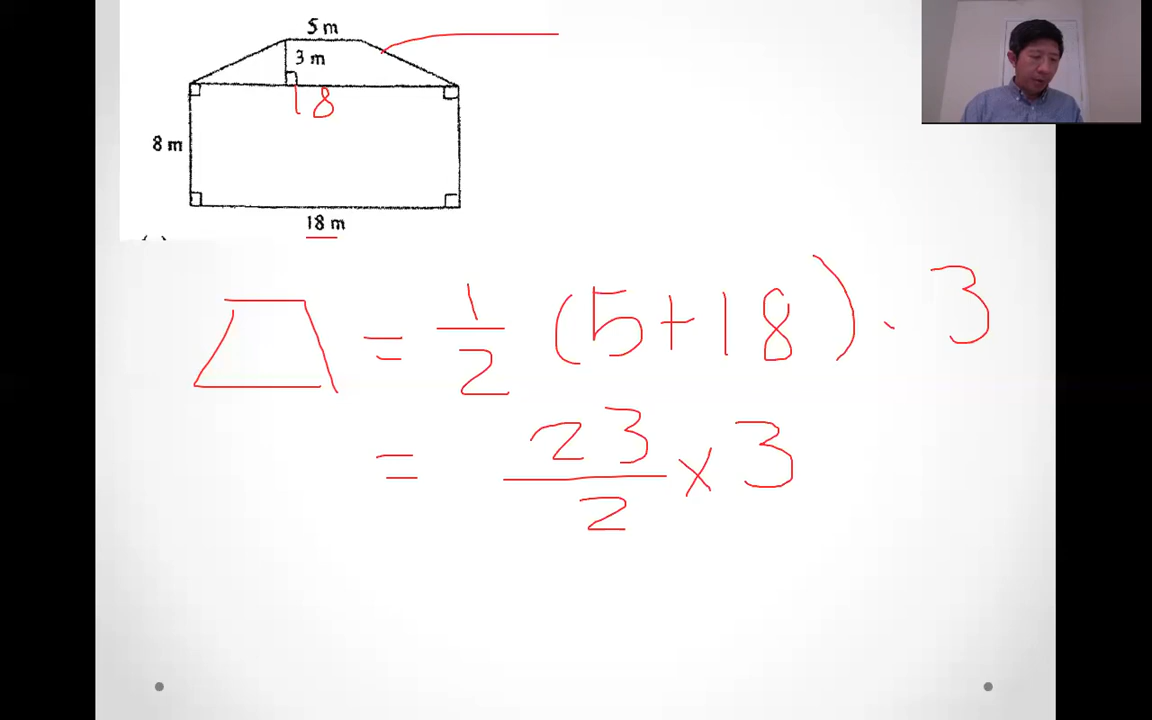 5 m
3 m
18
8 m
18 m
= 1/2 (5+18) · 3
= 23/2 × 3